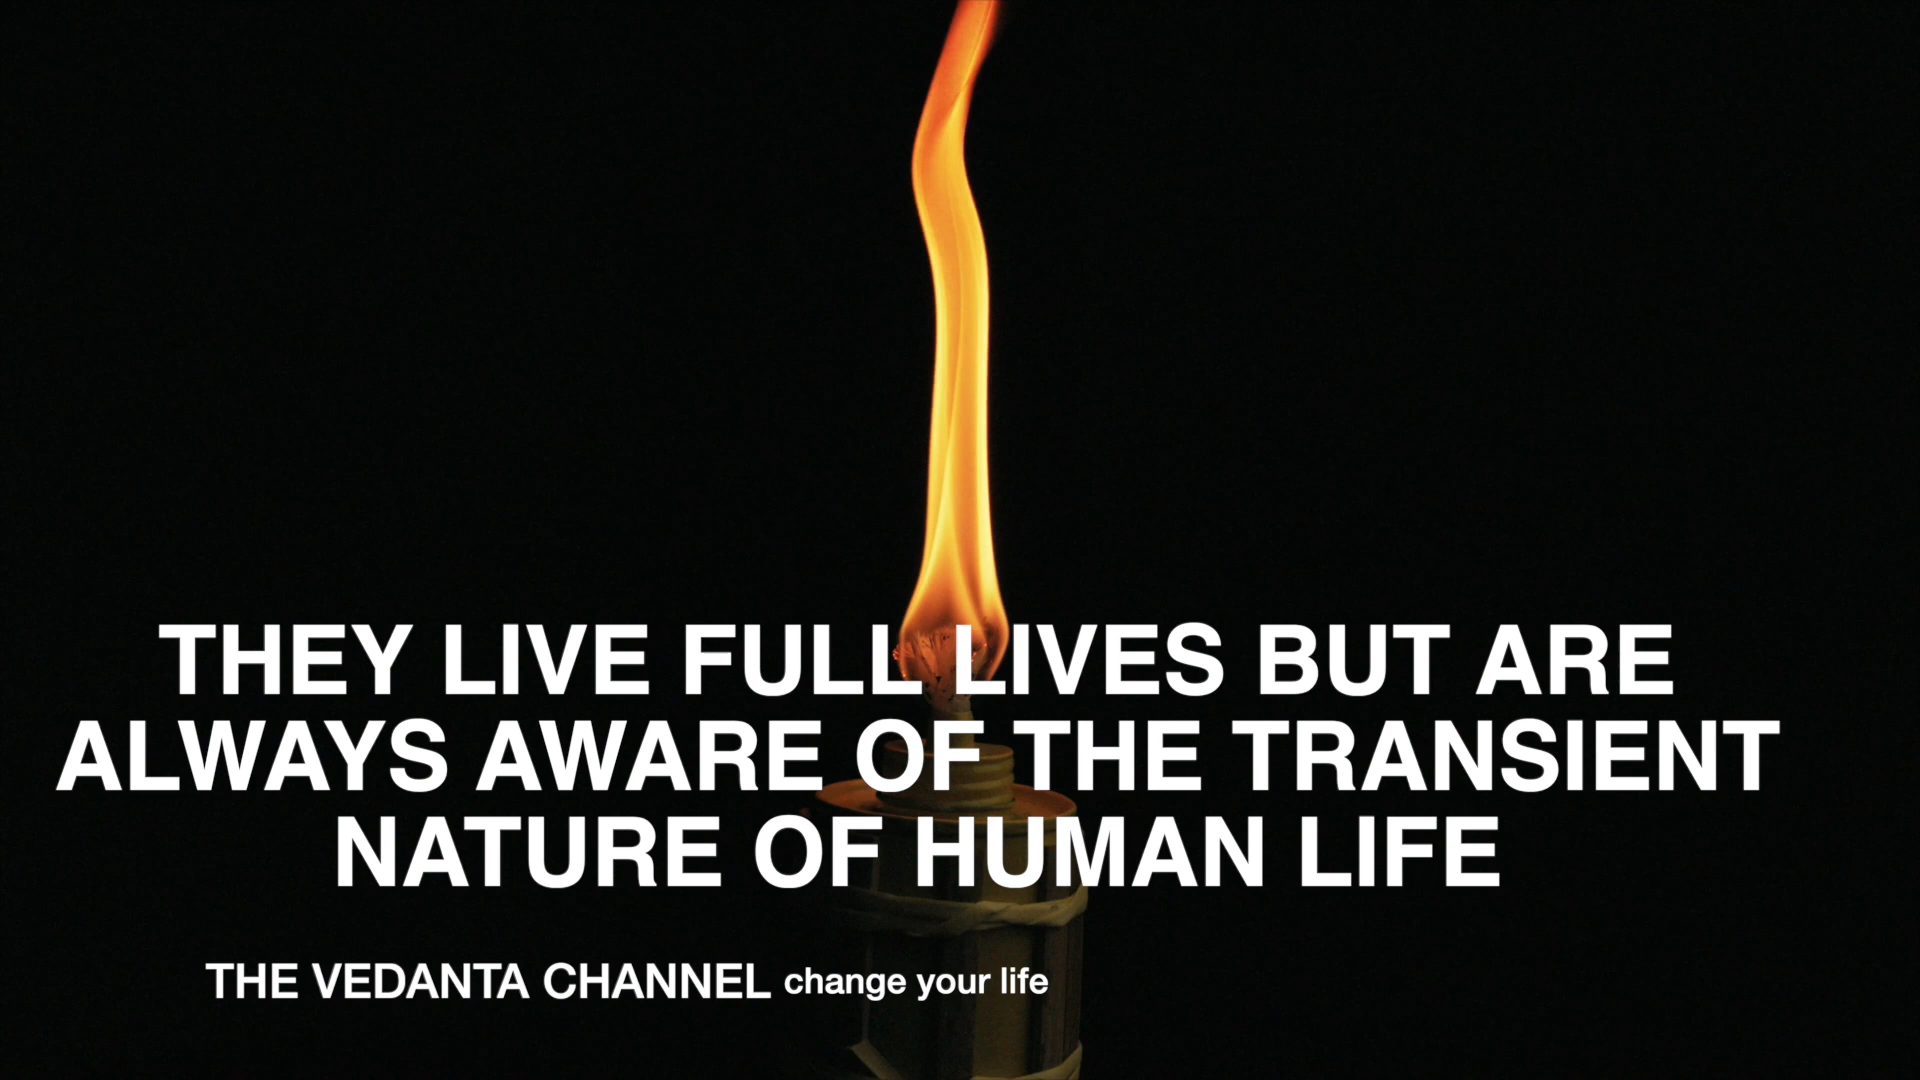 THEY LIVE FULL LIVES BUT ARE
ALWAYS AWARE OF THE TRANSIENT
NATURE OF HUMAN LIFE
THE VEDANTA CHANNEL change your life